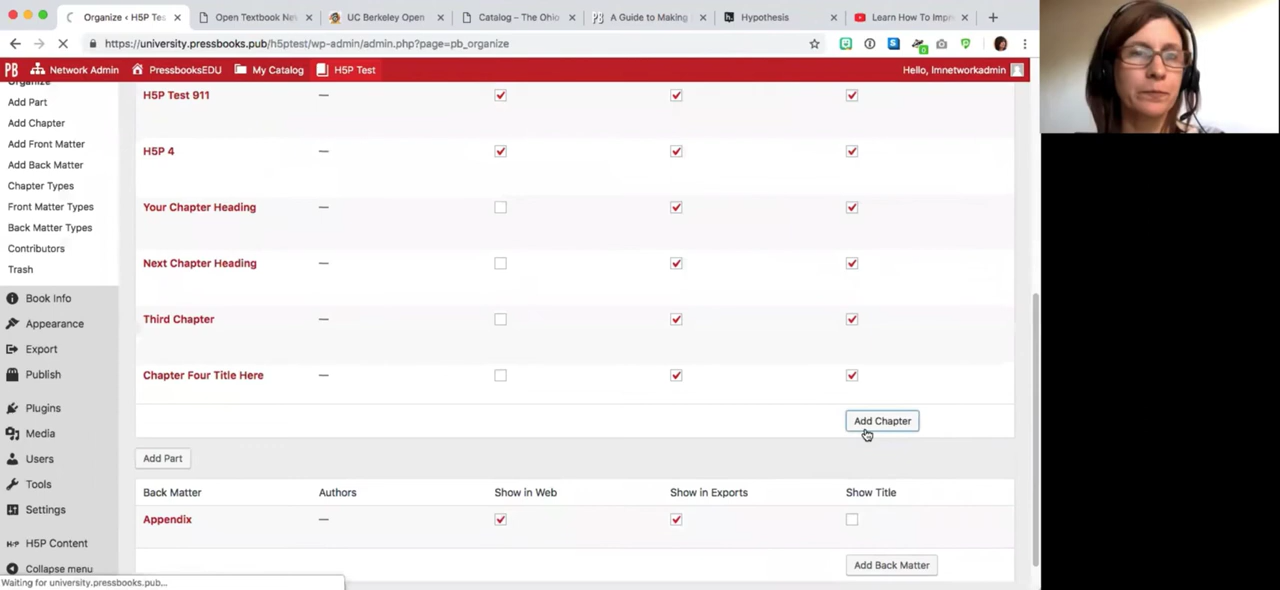 Organize ‹ H5P Tes
Open Textbook Ne
UC Berkeley Open
Catalog – The Ohio
A Guide to Making
Hypothesis
Learn How To Imp
https://university.pressbooks.pub/h5ptest/wp-admin/admin.php?page=pb_organize
PB Network Admin PressbooksEDU My Catalog H5P Test Hello, lmnetworkadmin
Organize
Add Part
Add Chapter
Add Front Matter
Add Back Matter
Chapter Types
Front Matter Types
Back Matter Types
Contributors
Trash
Book Info
Appearance
Export
Publish
Plugins
Media
Users
Tools
Settings
H5P Content
Collapse menu
H5P Test 911 —
H5P 4 —
Your Chapter Heading —
Next Chapter Heading —
Third Chapter —
Chapter Four Title Here —
Add Chapter
Add Part
Back Matter Authors Show in Web Show in Exports Show Title
Appendix —
Add Back Matter
Waiting for university.pressbooks.pub...